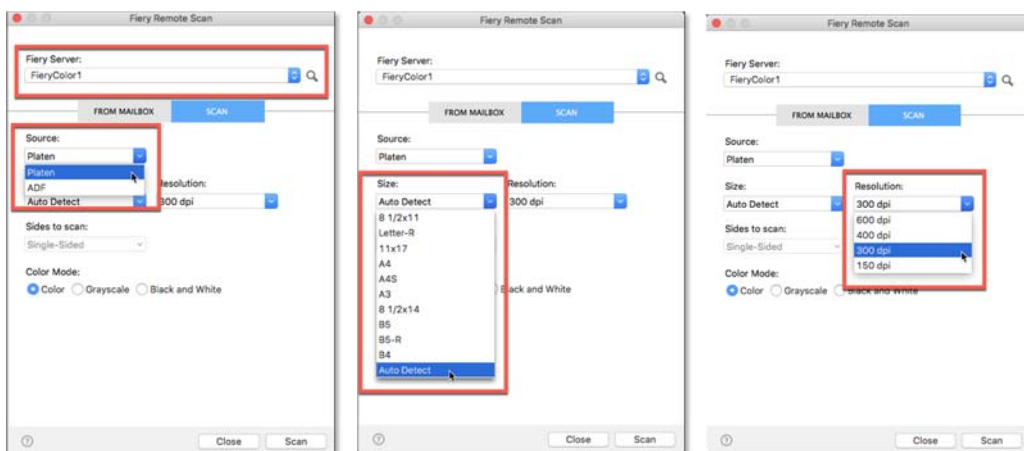 Fiery Remote Scan
Fiery Server:
FieryColor1
FROM MAILBOX SCAN
Source:
Platen
Platen
ADF
Resolution:
Auto Detect 300 dpi
Sides to scan:
Single-Sided
Color Mode:
Color Grayscale Black and White
? Close Scan
Fiery Remote Scan
Fiery Server:
FieryColor1
FROM MAILBOX SCAN
Source:
Platen
Size: Resolution:
Auto Detect 300 dpi
8 1/2x11
Letter-R
11x17
A4
A4S
A3
Black and White
8 1/2x14
B5
B5-R
B4
Auto Detect
? Close Scan
Fiery Remote Scan
Fiery Server:
FieryColor1
FROM MAILBOX SCAN
Source:
Platen
Size: Resolution:
Auto Detect 300 dpi
600 dpi
Sides to scan: 400 dpi
Single-Sided 300 dpi
150 dpi
Color Mode:
Color Grayscale Black and White
? Close Scan